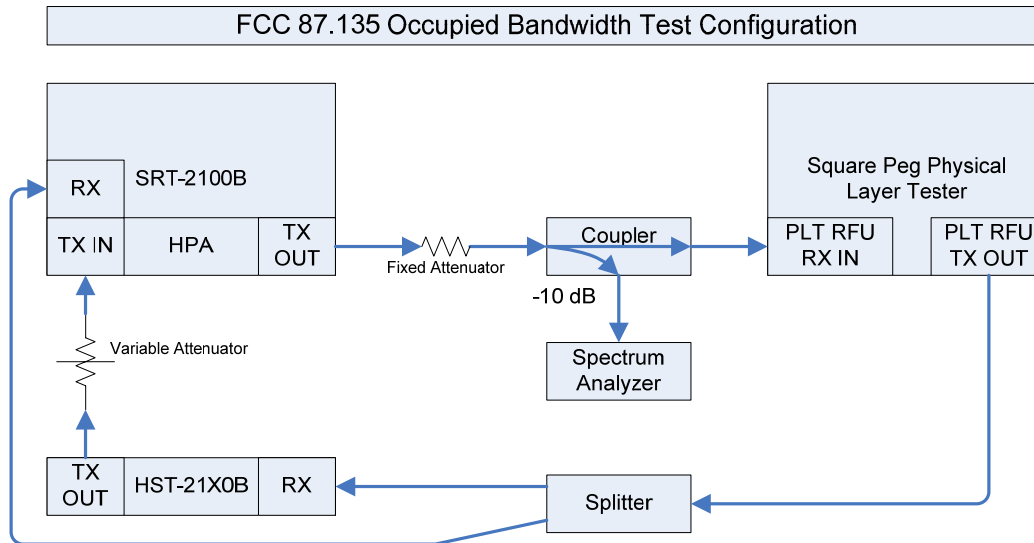 FCC 87.135 Occupied Bandwidth Test Configuration
SRT-2100B
RX
TX IN
HPA
TX
OUT
Fixed Attenuator
Coupler
-10 dB
Spectrum
Analyzer
Square Peg Physical
Layer Tester
PLT RFU
RX IN
PLT RFU
TX OUT
Variable Attenuator
TX
OUT
HST-21X0B
RX
Splitter